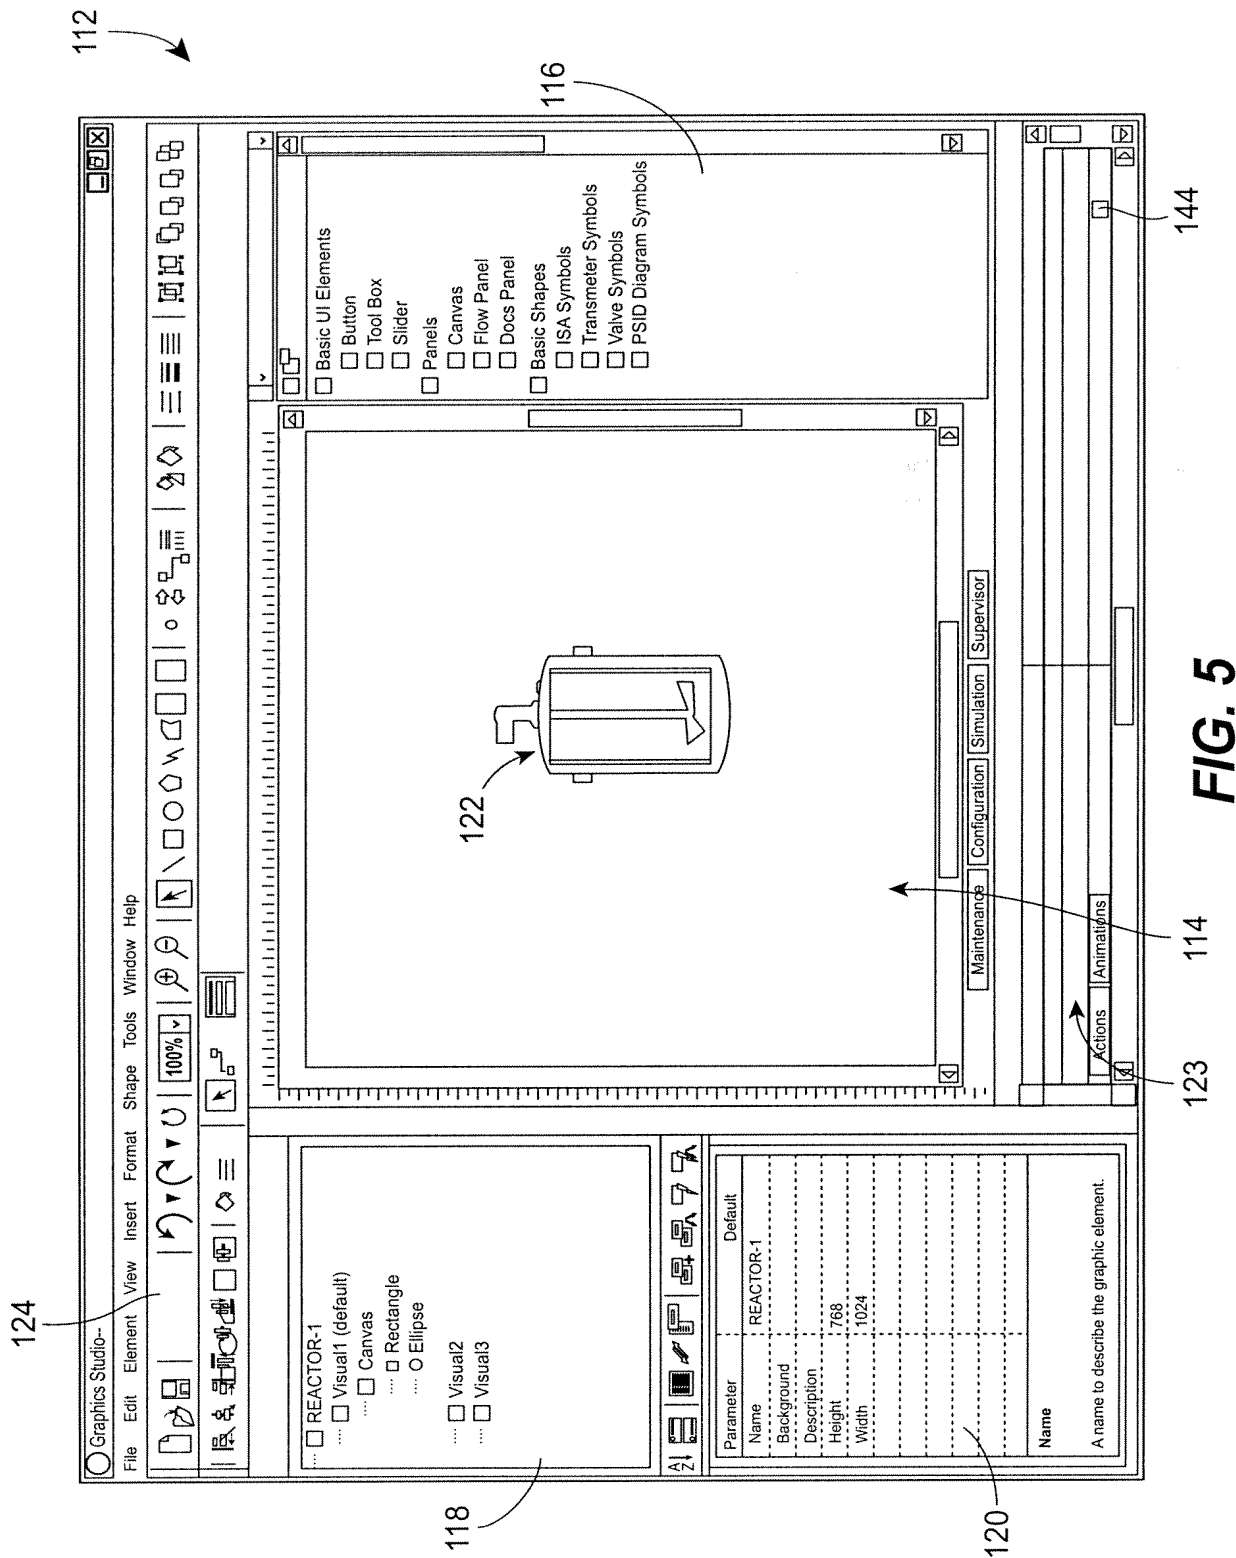 112
Graphics Studio--
File Edit Element View Insert Format Shape Tools Window Help
124
100%
REACTOR-1
Visual1 (default)
Canvas
Rectangle
Ellipse
Visual2
Visual3
118
A
Z
Parameter Default
Name REACTOR-1
Background
Description
Height 768
Width 1024
Name
A name to describe the graphic element.
120
122
114
Maintenance Configuration Simulation Supervisor
Basic UI Elements
Button
Tool Box
Slider
Panels
Canvas
Flow Panel
Docs Panel
Basic Shapes
ISA Symbols
Transmeter Symbols
Valve Symbols
PSID Diagram Symbols
116
Actions Animations
123
144
FIG. 5